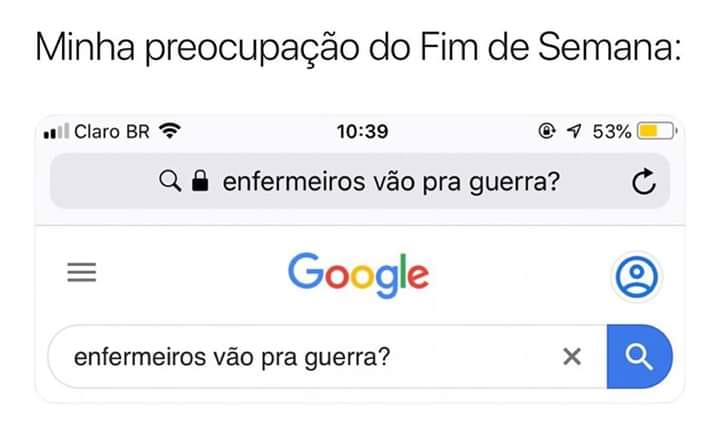 Minha preocupação do Fim de Semana:
Claro BR 10:39 53%
enfermeiros vão pra guerra?
Google
enfermeiros vão pra guerra?